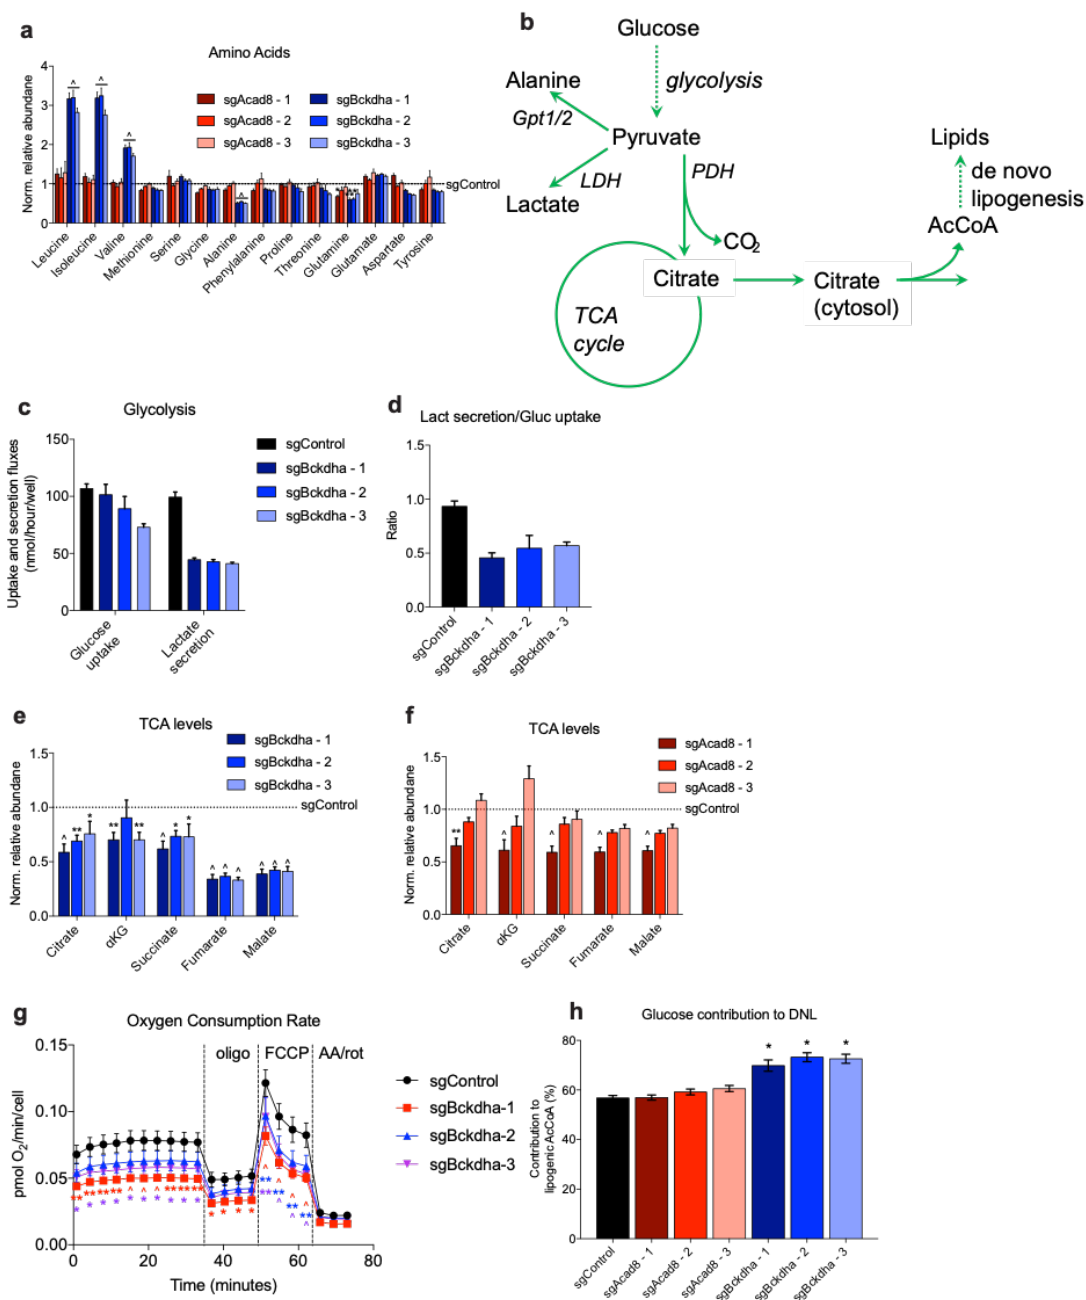 a
Amino Acids
Norm. relative abundane
4
3
2
1
0
sgAcad8 - 1
sgAcad8 - 2
sgAcad8 - 3
sgBckdha - 1
sgBckdha - 2
sgBckdha - 3
^
^
^
^
sgControl
Leucine
Isoleucine
Valine
Methionine
Serine
Glycine
Alanine
Phenylalanine
Proline
Threonine
Glutamine
Glutamate
Aspartate
Tyrosine
b
Glucose
glycolysis
Alanine
Gpt1/2
Pyruvate
LDH
PDH
Lactate
CO2
Citrate
TCA
cycle
Citrate
(cytosol)
AcCoA
de novo
lipogenesis
Lipids
c
Glycolysis
Uptake and secretion fluxes
(nmol/hour/well)
150
100
50
0
sgControl
sgBckdha - 1
sgBckdha - 2
sgBckdha - 3
Glucose
uptake
Lactate
secretion
d
Lact secretion/Gluc uptake
Ratio
1.5
1.0
0.5
0.0
sgControl
sgBckdha - 1
sgBckdha - 2
sgBckdha - 3
e
TCA levels
Norm. relative abundane
1.5
1.0
0.5
0.0
sgBckdha - 1
sgBckdha - 2
sgBckdha - 3
sgControl
^ ** *
** **
^ * *
^ ^ ^
^ ^ ^
Citrate
αKG
Succinate
Fumarate
Malate
f
TCA levels
Norm. relative abundane
1.5
1.0
0.5
0.0
sgAcad8 - 1
sgAcad8 - 2
sgAcad8 - 3
sgControl
** ^ ^ ^ ^
Citrate
αKG
Succinate
Fumarate
Malate
g
Oxygen Consumption Rate
pmol O2/min/cell
0.15
0.10
0.05
0.00
oligo
FCCP
AA/rot
sgControl
sgBckdha-1
sgBckdha-2
sgBckdha-3
0
20
40
60
80
Time (minutes)
h
Glucose contribution to DNL
Contribution to
lipogenic AcCoA (%)
80
60
40
20
0
* * *
sgControl
sgAcad8 - 1
sgAcad8 - 2
sgAcad8 - 3
sgBckdha - 1
sgBckdha - 2
sgBckdha - 3